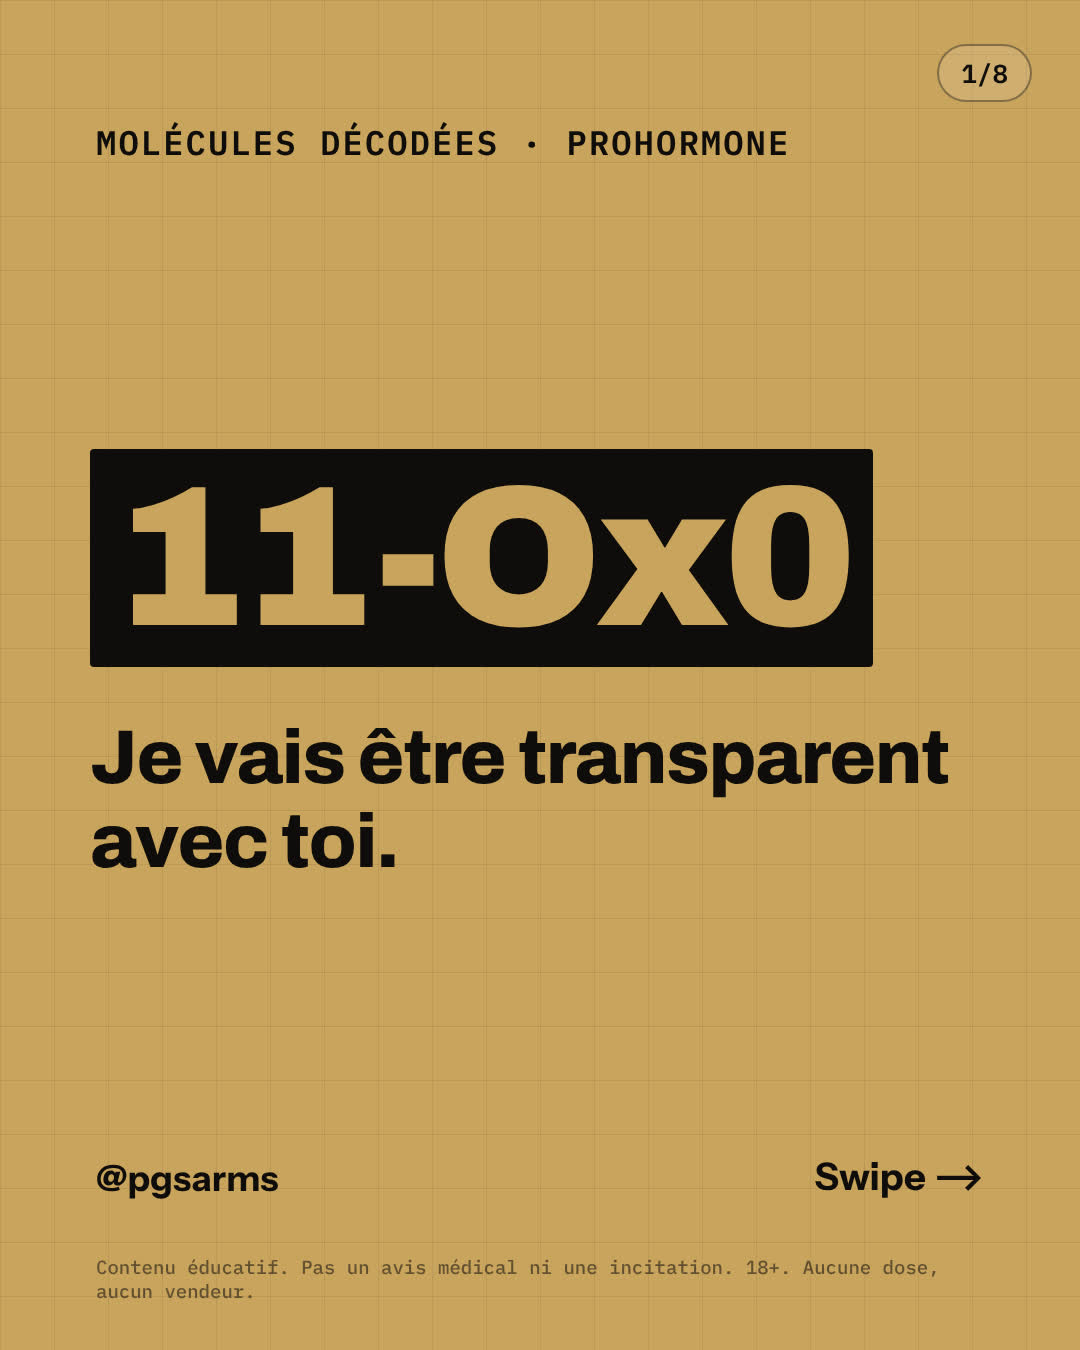 1/8
MOLÉCULES DÉCODÉES · PROHORMONE
11-Ox0
Je vais être transparent
avec toi.
@pgsarms
Swipe →
Contenu éducatif. Pas un avis médical ni une incitation. 18+. Aucune dose,
aucun vendeur.